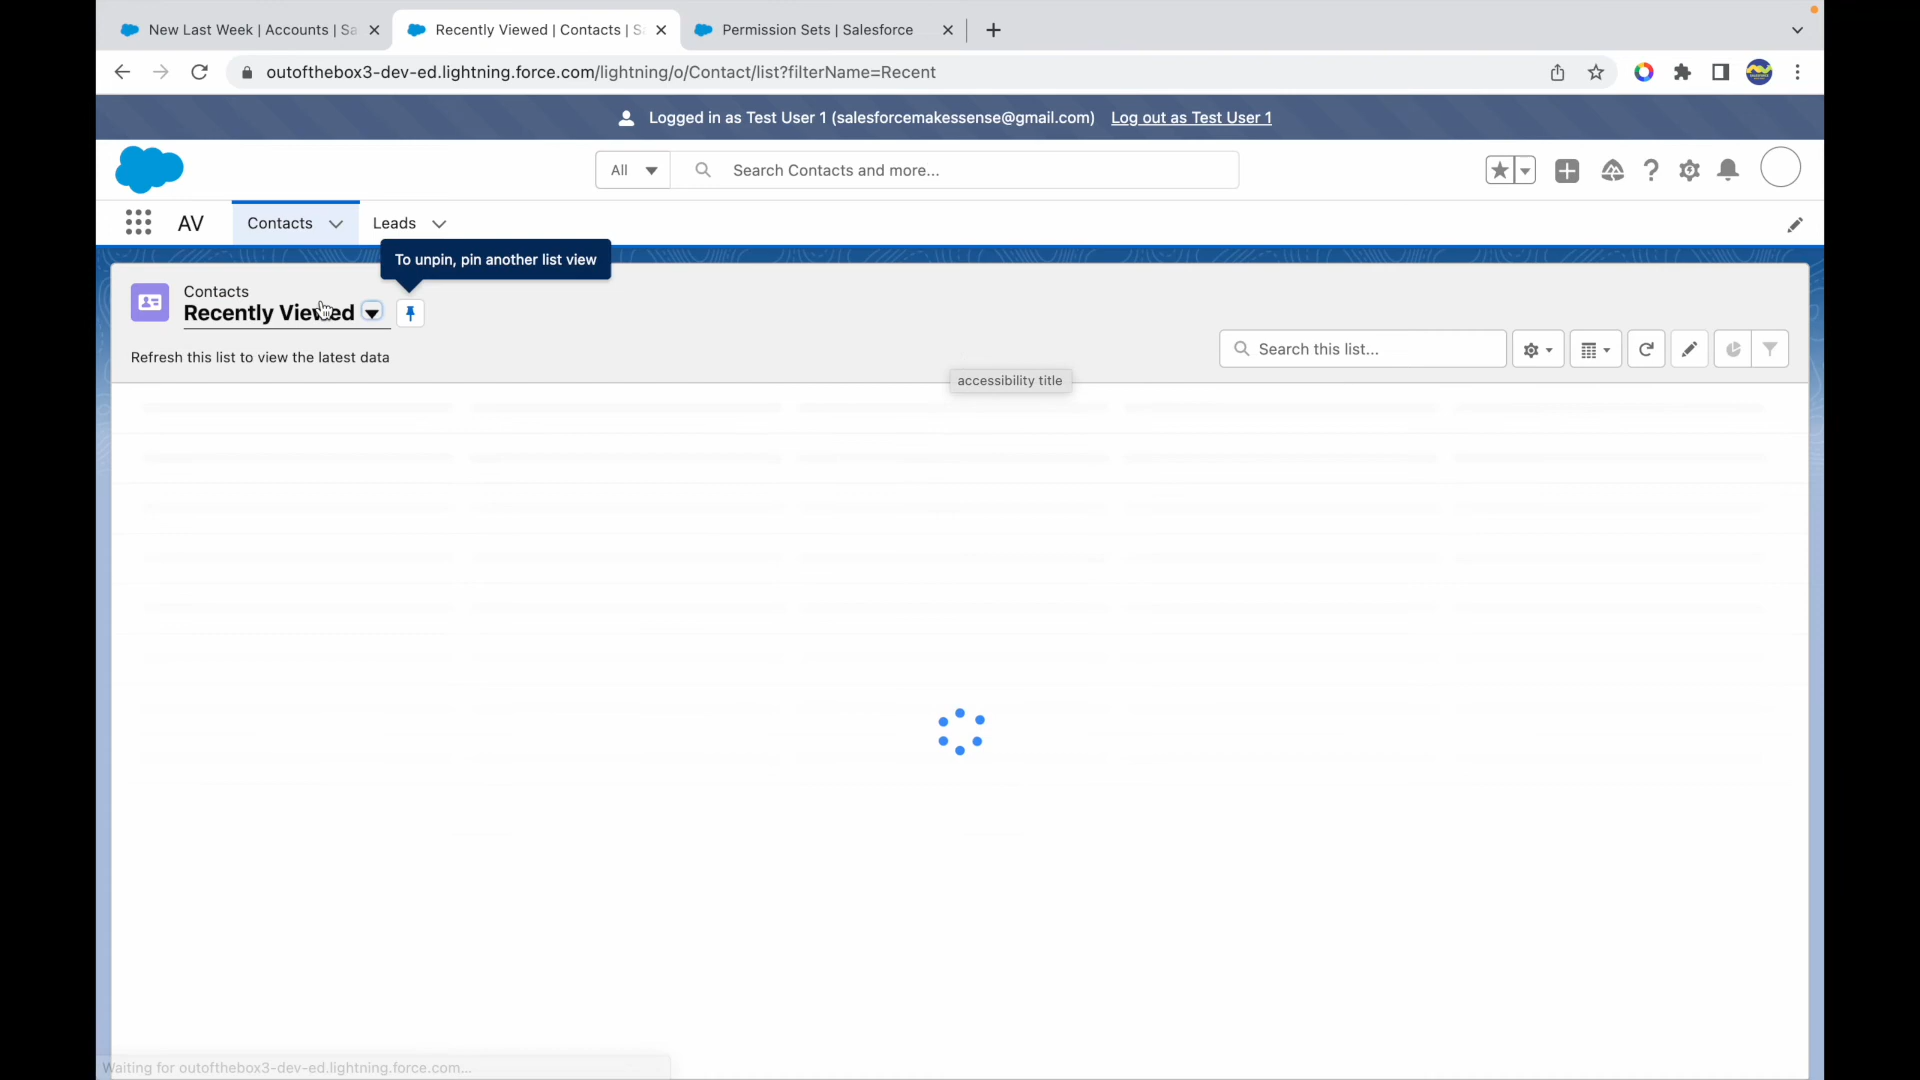 New Last Week | Accounts | Sa
Recently Viewed | Contacts | S
Permission Sets | Salesforce
outofthebox3-dev-ed.lightning.force.com/lightning/o/Contact/list?filterName=Recent
Logged in as Test User 1 (salesforcemakessense@gmail.com) Log out as Test User 1
All
Search Contacts and more...
AV
Contacts
Leads
To unpin, pin another list view
Contacts
Recently Viewed
Refresh this list to view the latest data
Search this list...
accessibility title
Waiting for outofthebox3-dev-ed.lightning.force.com...